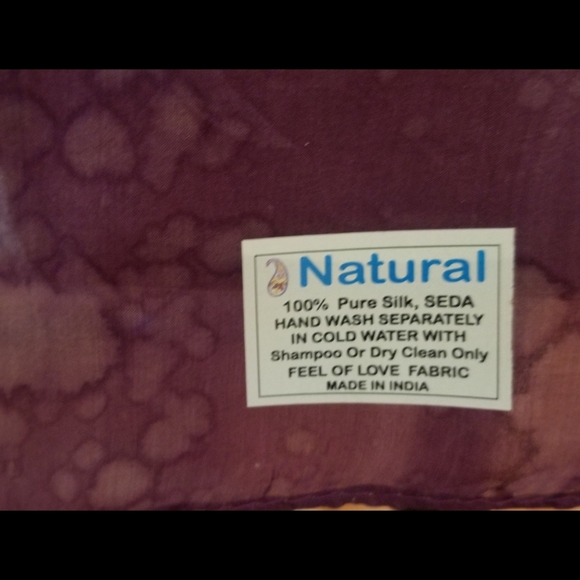 Natural
100% Pure Silk, SEDA
HAND WASH SEPARATELY
IN COLD WATER WITH
Shampoo Or Dry Clean Only
FEEL OF LOVE FABRIC
MADE IN INDIA